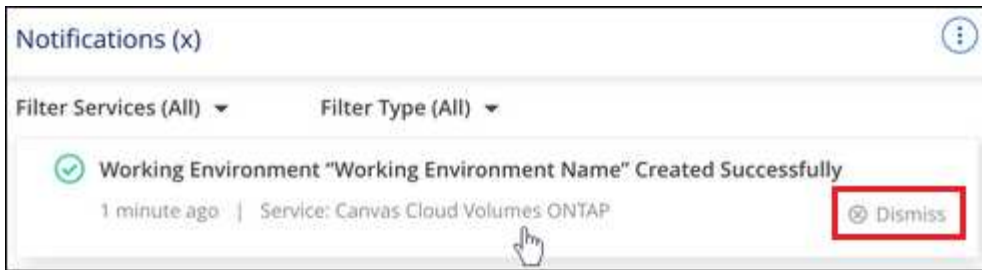 Notifications (x)
Filter Services (All) Filter Type (All)
Working Environment “Working Environment Name” Created Successfully
1 minute ago | Service: Canvas Cloud Volumes ONTAP Dismiss